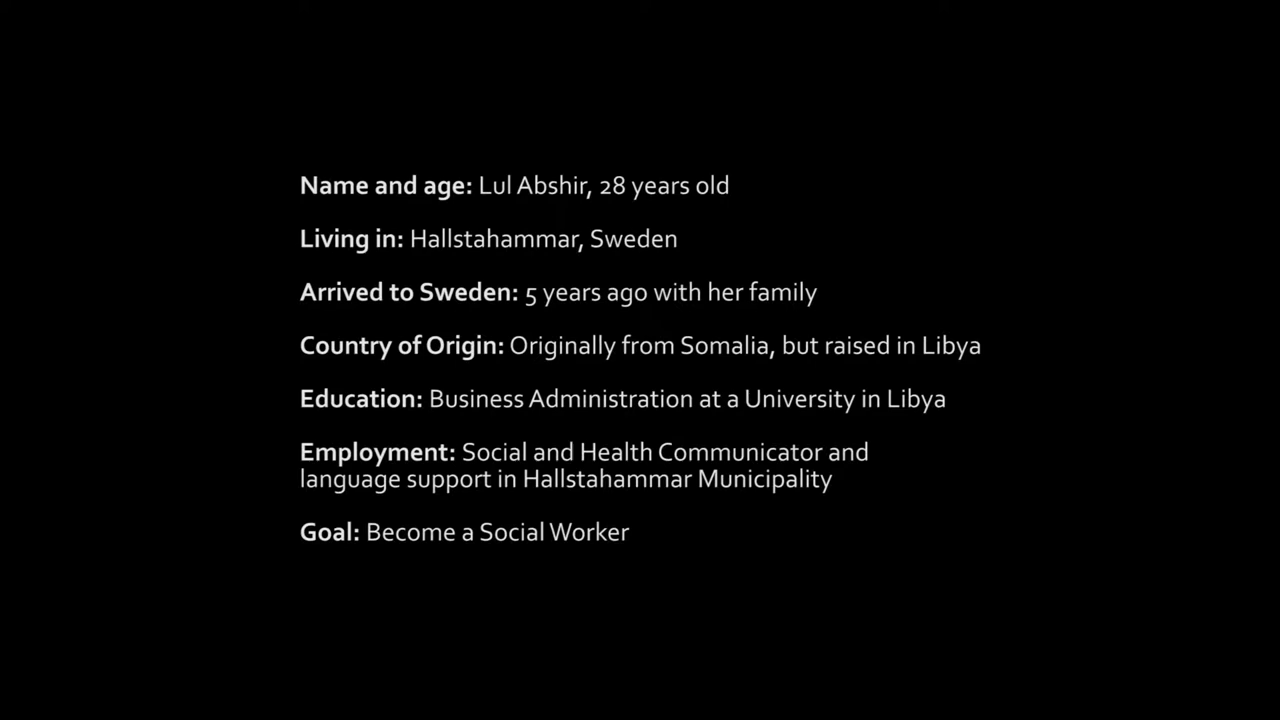 Name and age: Lul Abshir, 28 years old
Living in: Hallstahammar, Sweden
Arrived to Sweden: 5 years ago with her family
Country of Origin: Originally from Somalia, but raised in Libya
Education: Business Administration at a University in Libya
Employment: Social and Health Communicator and
language support in Hallstahammar Municipality
Goal: Become a Social Worker